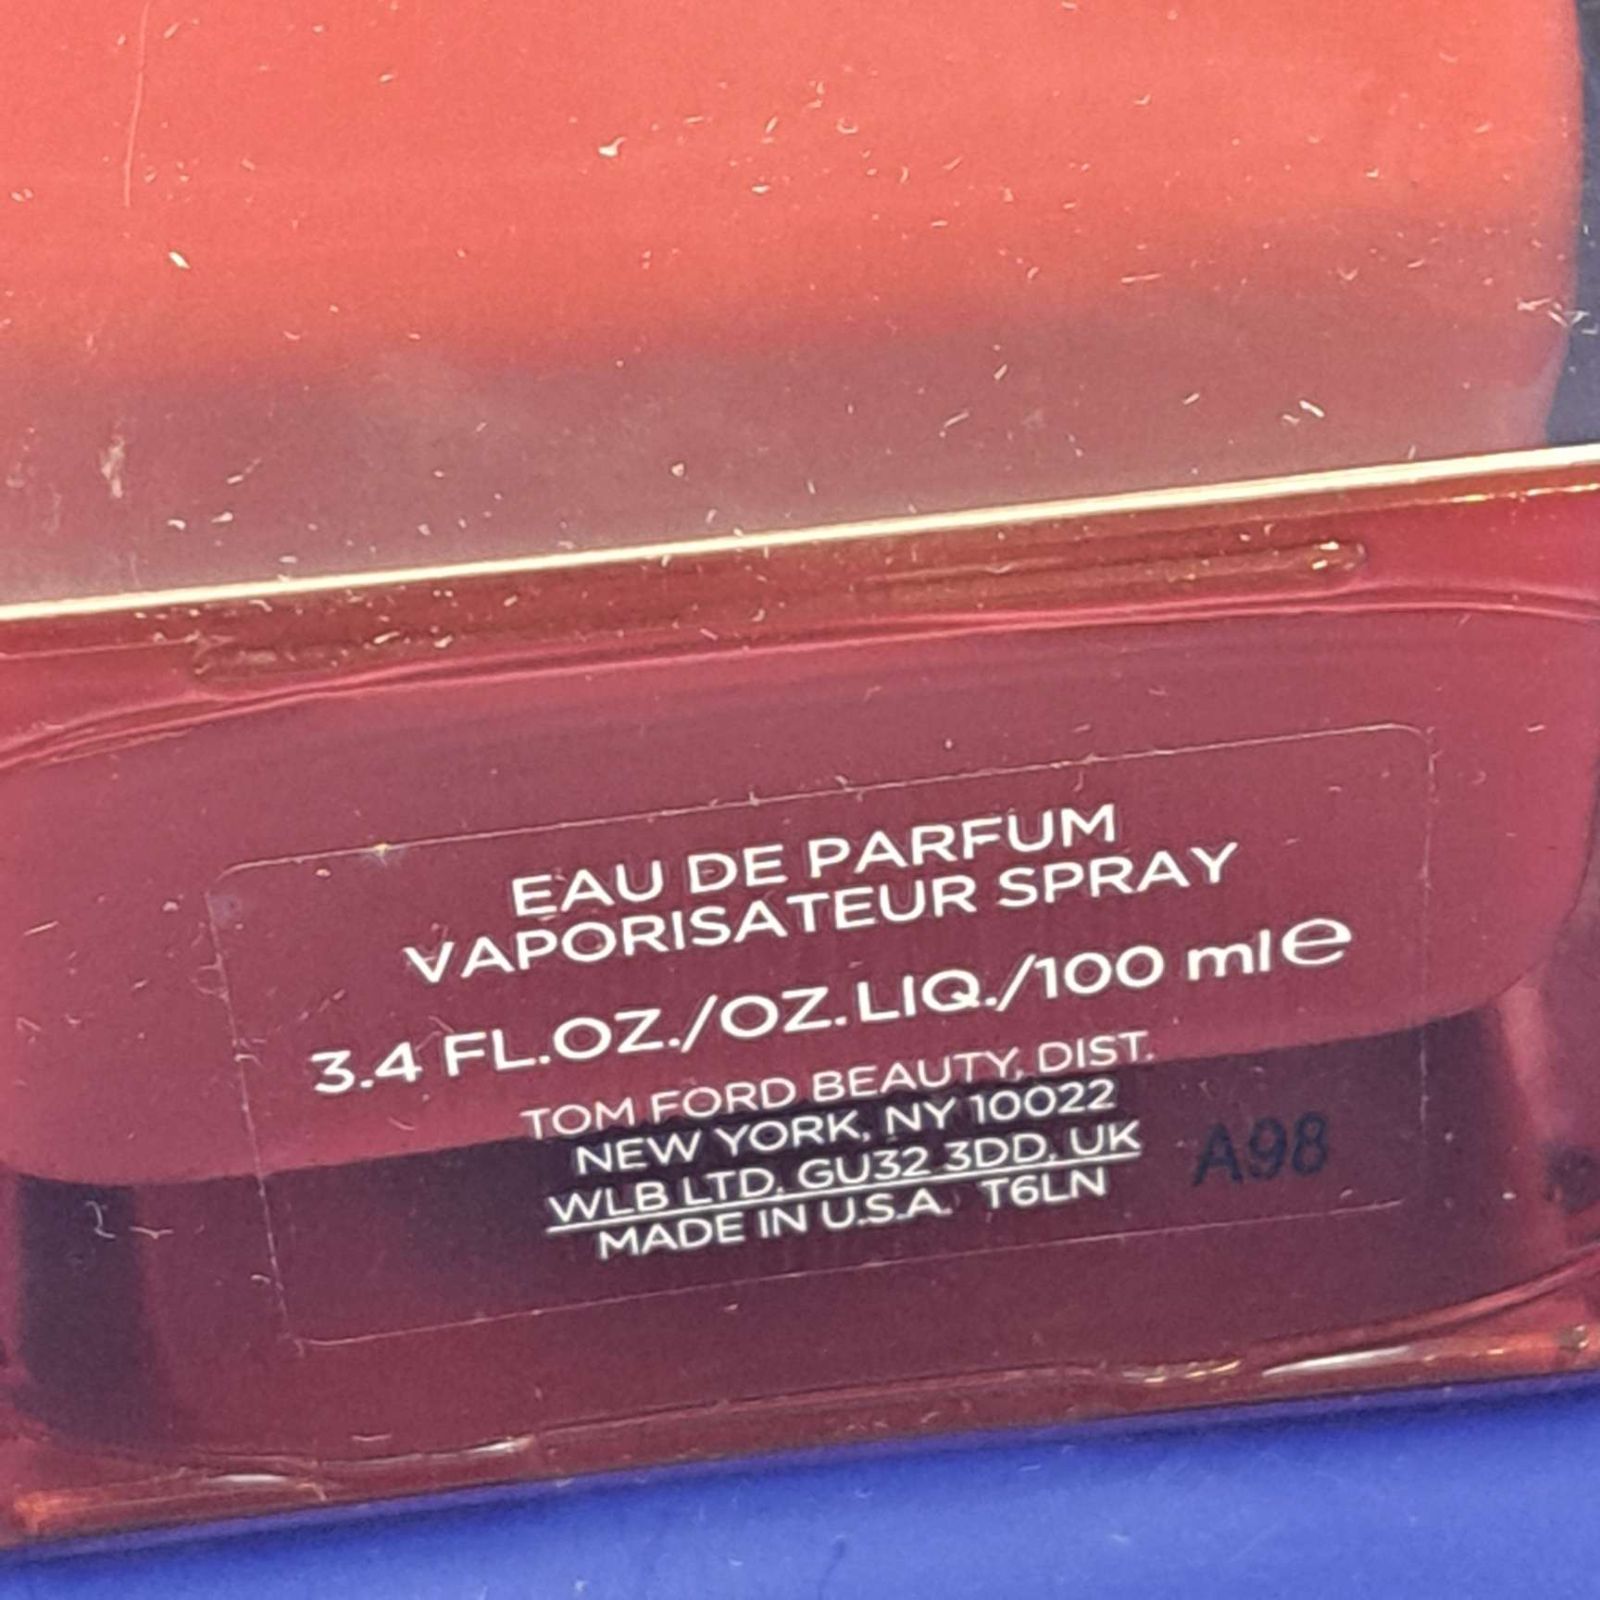 EAU DE PARFUM
VAPORISATEUR SPRAY
3.4 FL.OZ./OZ.LIQ./100 ml e
TOM FORD BEAUTY, DIST.
NEW YORK, NY 10022
WLB LTD. GU32 3DD, UK
MADE IN U.S.A. T6LN
A98